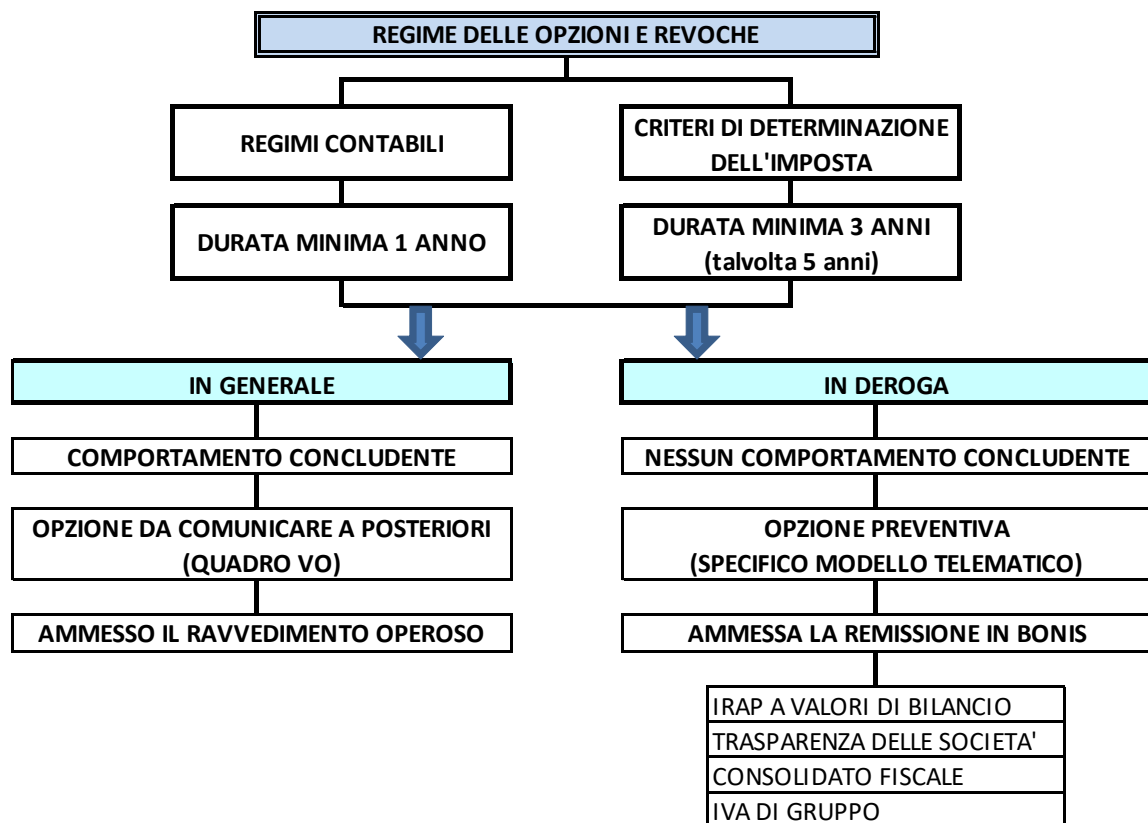 REGIME DELLE OPZIONI E REVOCHE
REGIMI CONTABILI
CRITERI DI DETERMINAZIONE
DELL'IMPOSTA
DURATA MINIMA 1 ANNO
DURATA MINIMA 3 ANNI
(talvolta 5 anni)
IN GENERALE
COMPORTAMENTO CONCLUDENTE
OPZIONE DA COMUNICARE A POSTERIORI
(QUADRO VO)
AMMESSO IL RAVVEDIMENTO OPEROSO
IN DEROGA
NESSUN COMPORTAMENTO CONCLUDENTE
OPZIONE PREVENTIVA
(SPECIFICO MODELLO TELEMATICO)
AMMESSA LA REMISSIONE IN BONIS
IRAP A VALORI DI BILANCIO
TRASPARENZA DELLE SOCIETA'
CONSOLIDATO FISCALE
IVA DI GRUPPO